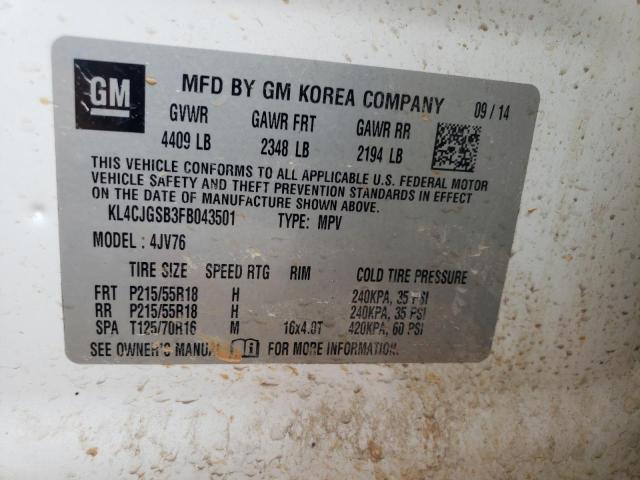 GM MFD BY GM KOREA COMPANY 09/14
GVWR GAWR FRT GAWR RR
4409 LB 2348 LB 2194 LB
THIS VEHICLE CONFORMS TO ALL APPLICABLE U.S. FEDERAL MOTOR
VEHICLE SAFETY AND THEFT PREVENTION STANDARDS IN EFFECT
ON THE DATE OF MANUFACTURE SHOWN ABOVE.
KL4CJGSB3FB043501 TYPE: MPV
MODEL : 4JV76
TIRE SIZE SPEED RTG RIM COLD TIRE PRESSURE
FRT P215/55R18 H 240KPA, 35 PSI
RR P215/55R18 H 240KPA, 35 PSI
SPA T125/70R16 M 16x4.0T 420KPA, 60 PSI
SEE OWNER'S MANUAL FOR MORE INFORMATION.